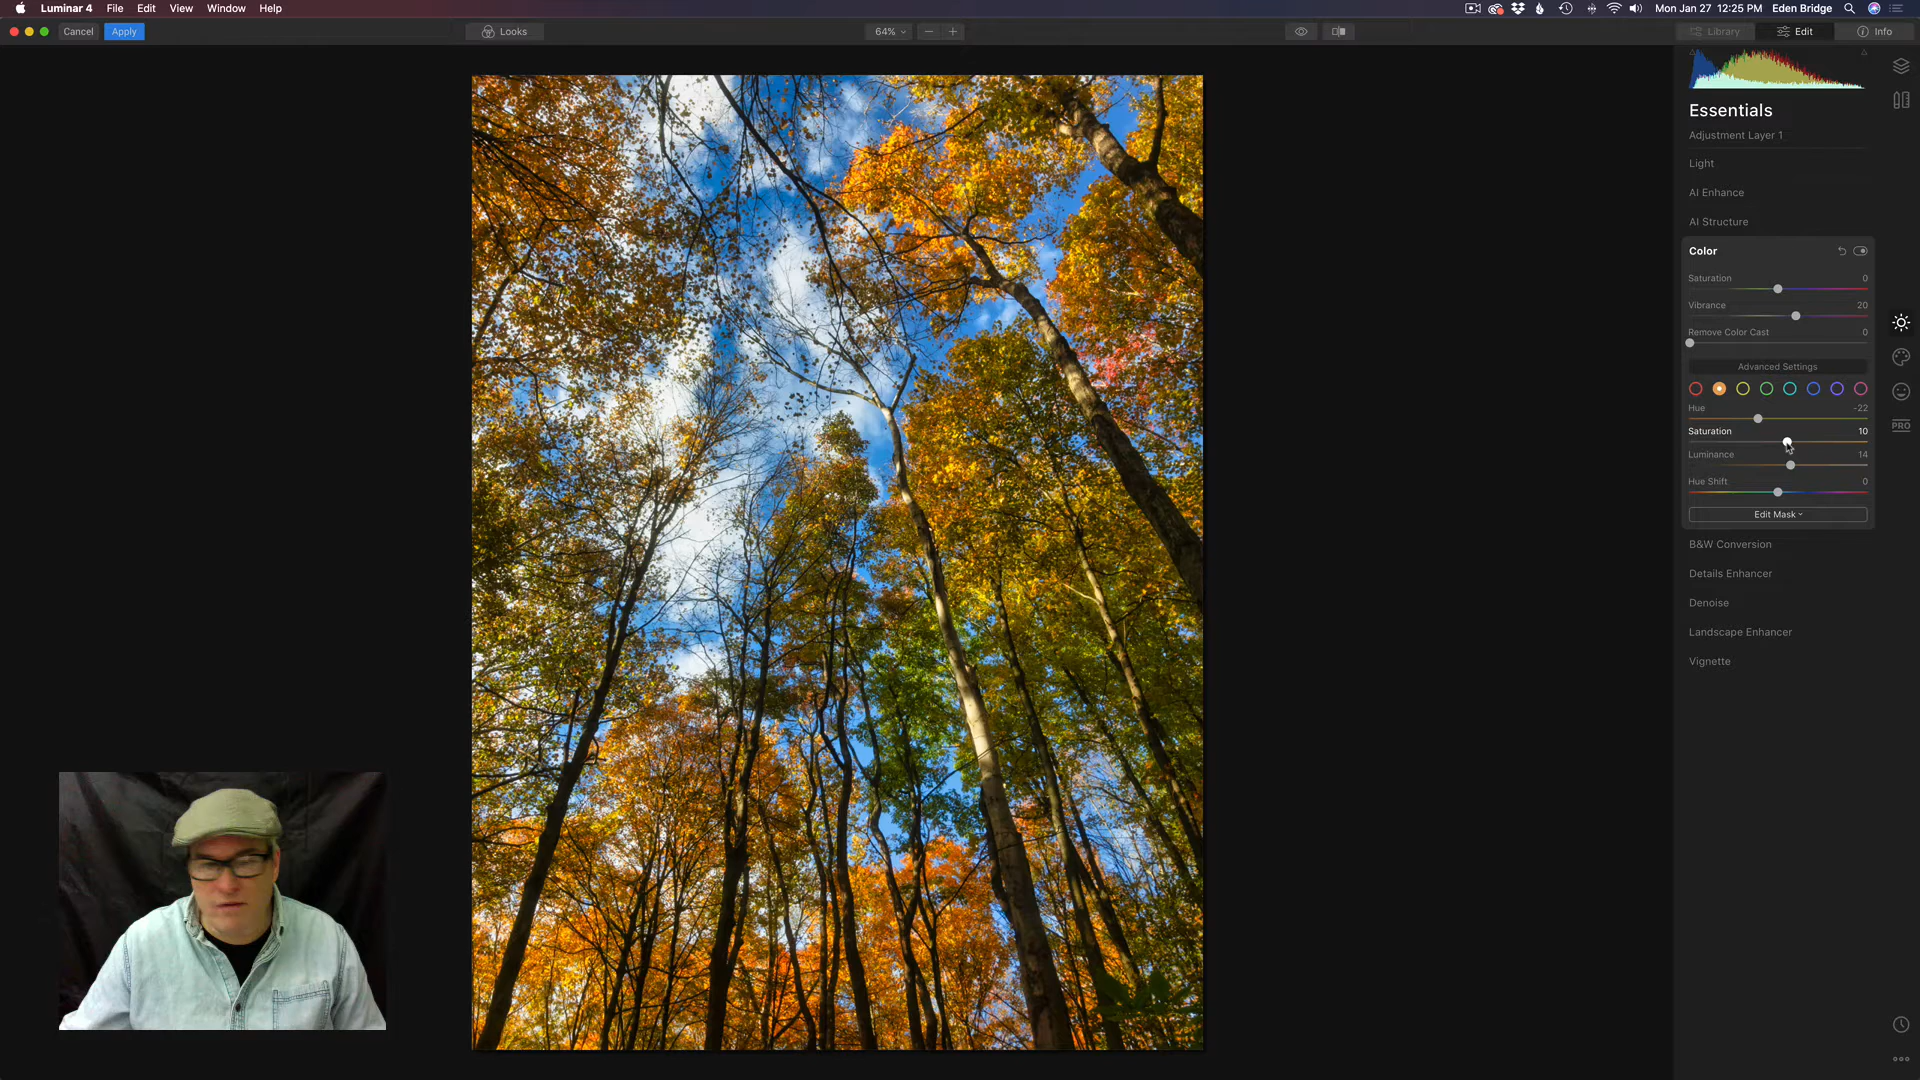 Luminar 4 File Edit View Window Help
Mon Jan 27 12:25 PM Eden Bridge
Cancel Apply
Looks
64%
Library Edit Info
Essentials
Adjustment Layer 1
Light
AI Enhance
AI Structure
Color
Saturation 0
Vibrance 20
Remove Color Cast 0
Advanced Settings
Hue -22
Saturation 10
Luminance 14
Hue Shift 0
Edit Mask
B&W Conversion
Details Enhancer
Denoise
Landscape Enhancer
Vignette
PRO